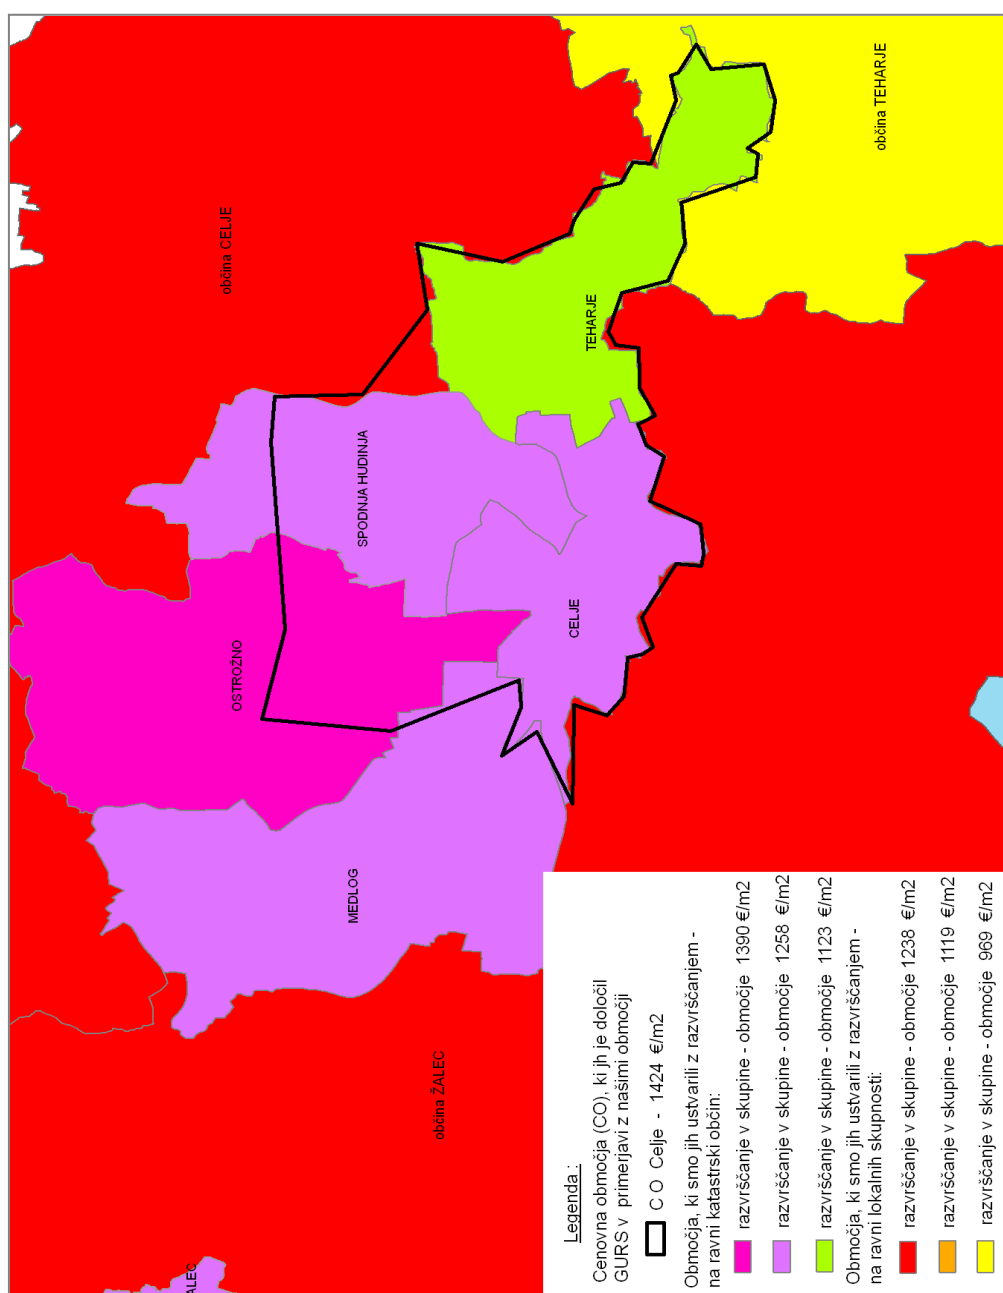 občina CELJE
občina TEHARJE
TEHARJE
SPODNJA HUDINJA
CELJE
OSTROŽNO
MEDLOG
občina ŽALEC
ALEC
Legenda :
Cenovna območja (CO), ki jh je določil
GURS v primerjavi z našimi območji
C O Celje - 1424 €/m2
Območja, ki smo jih ustvarili z razvrščanjem -
na ravni katastrski občin:
razvrščanje v skupine - območje 1390 €/m2
razvrščanje v skupine - območje 1258 €/m2
razvrščanje v skupine - območje 1123 €/m2
Območja, ki smo jih ustvarili z razvrščanjem -
na ravni lokalnih skupnosti:
razvrščanje v skupine - območje 1238 €/m2
razvrščanje v skupine - območje 1119 €/m2
razvrščanje v skupine - območje 969 €/m2